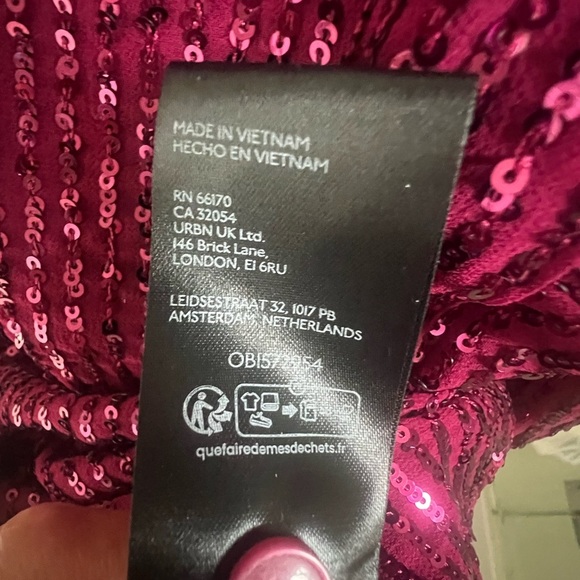 MADE IN VIETNAM
HECHO EN VIETNAM
RN 66170
CA 32054
URBN UK Ltd.
146 Brick Lane,
LONDON, E1 6RU
LEIDSESTRAAT 32, 1017 PB
AMSTERDAM, NETHERLANDS
quefairedemesdechets.fr